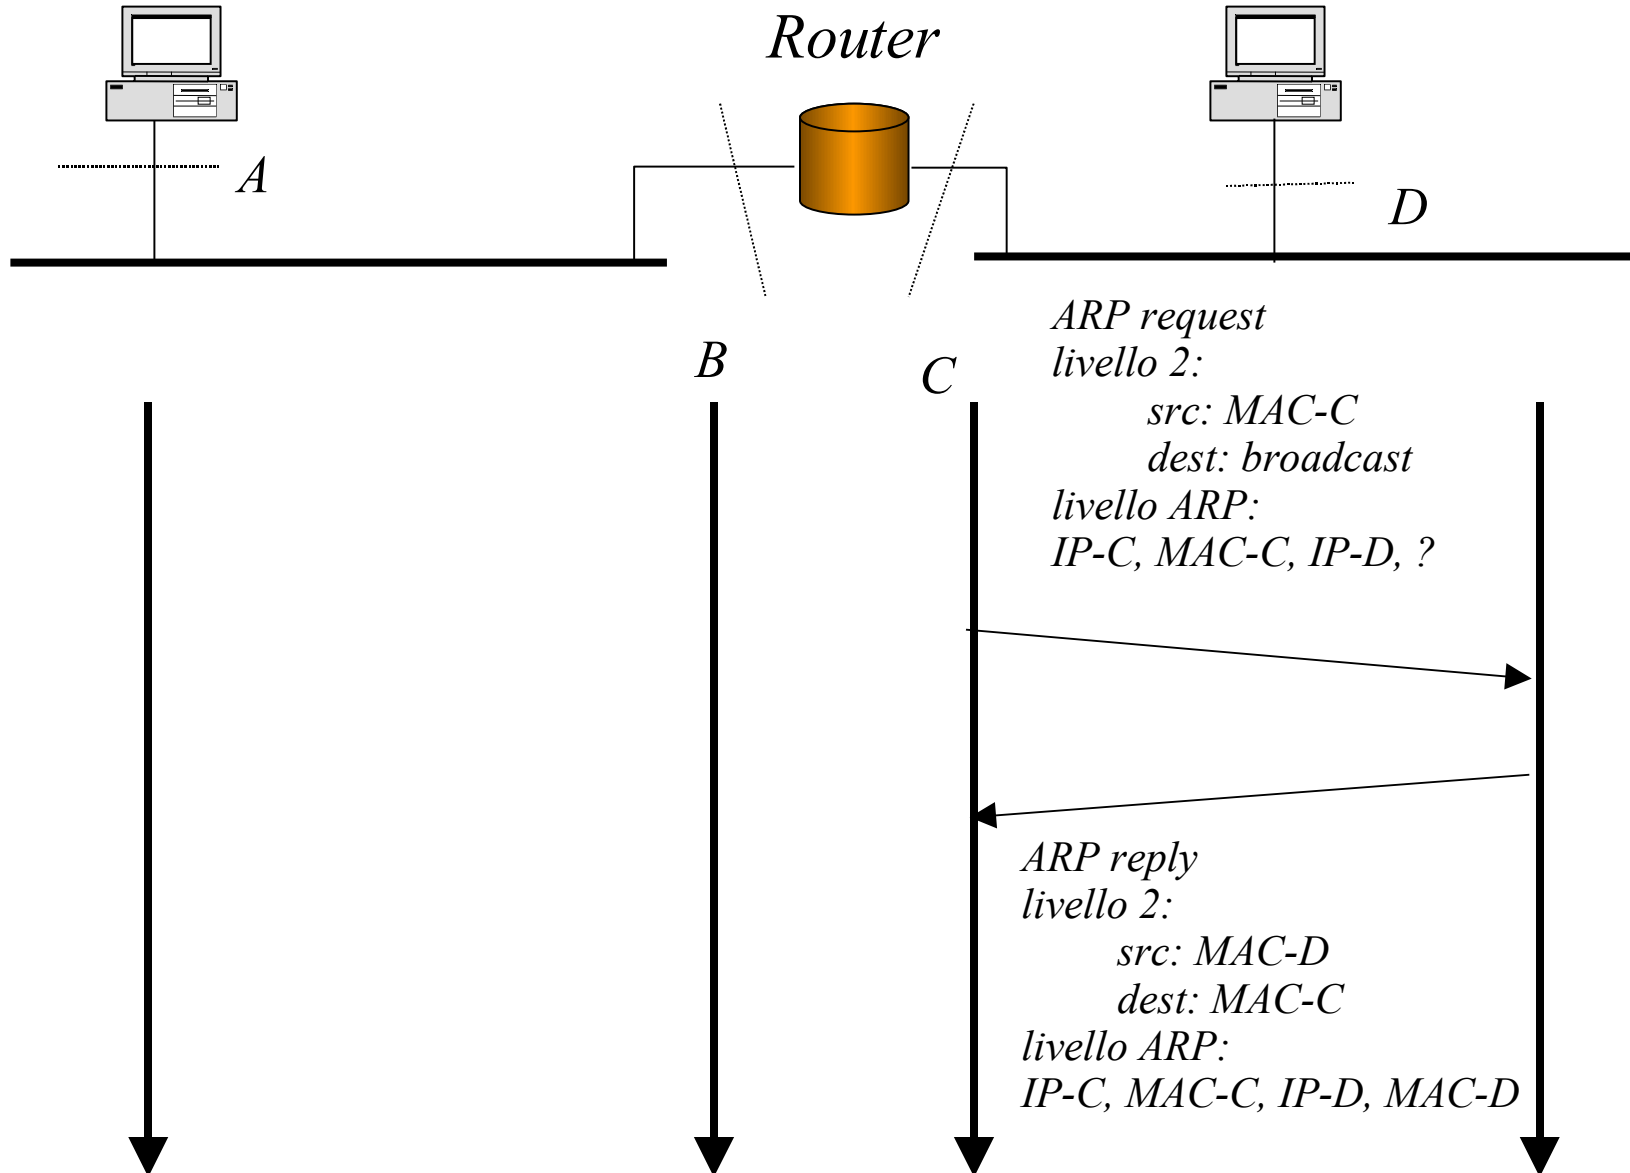 Router
A
D
B
C
ARP request
livello 2:
src: MAC-C
dest: broadcast
livello ARP:
IP-C, MAC-C, IP-D, ?
ARP reply
livello 2:
src: MAC-D
dest: MAC-C
livello ARP:
IP-C, MAC-C, IP-D, MAC-D